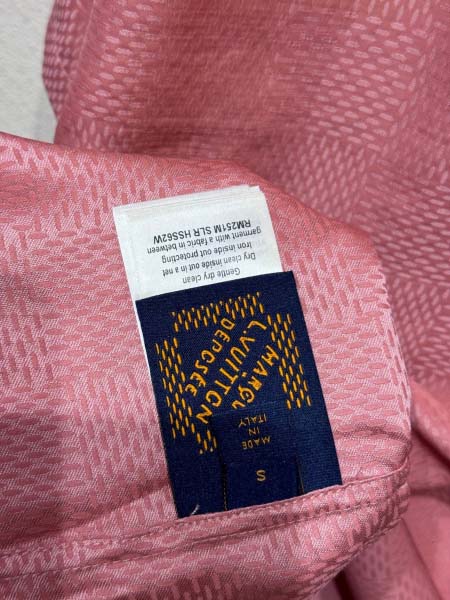 Gentle dry clean
Dry clean inside out in a net
Iron inside out protecting
garment with a fabric in between
RM251M SLR HSS62W
MARQUE
L.VUITTON
DEPOSÉE
MADE
IN
ITALY
S